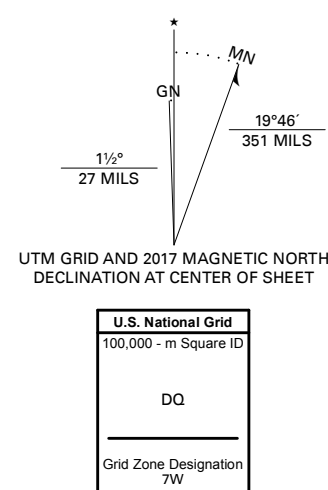 ★
MN
GN
19°46´
351 MILS
1½°
27 MILS
UTM GRID AND 2017 MAGNETIC NORTH
DECLINATION AT CENTER OF SHEET
U.S. National Grid
100,000 - m Square ID
DQ
Grid Zone Designation
7W